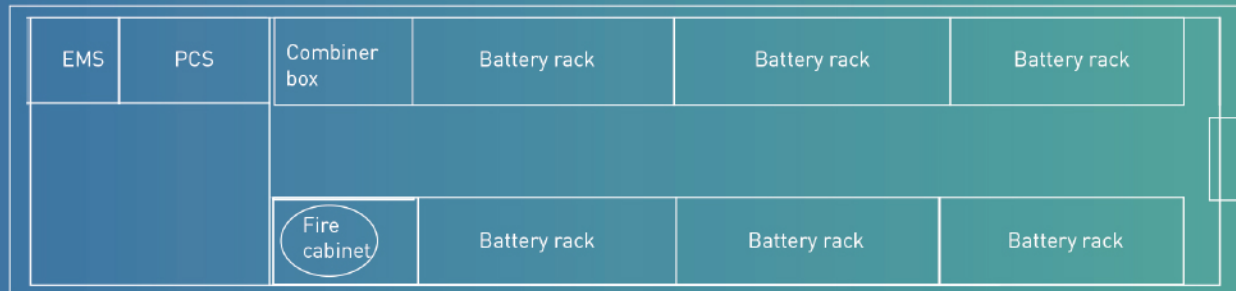 EMS
PCS
Combiner
box
Battery rack
Battery rack
Battery rack
Fire
cabinet
Battery rack
Battery rack
Battery rack